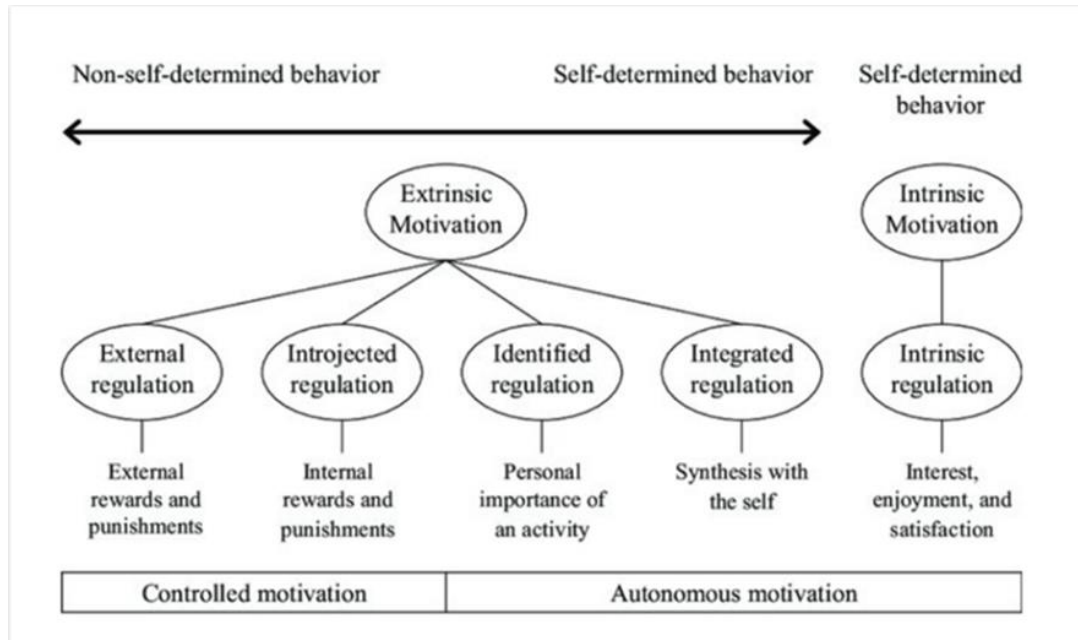 Non-self-determined behavior
Self-determined behavior
Self-determined
behavior
Extrinsic
Motivation
Intrinsic
Motivation
External
regulation
Introjected
regulation
Identified
regulation
Integrated
regulation
Intrinsic
regulation
External
rewards and
punishments
Internal
rewards and
punishments
Personal
importance of
an activity
Synthesis with
the self
Interest,
enjoyment, and
satisfaction
Controlled motivation
Autonomous motivation